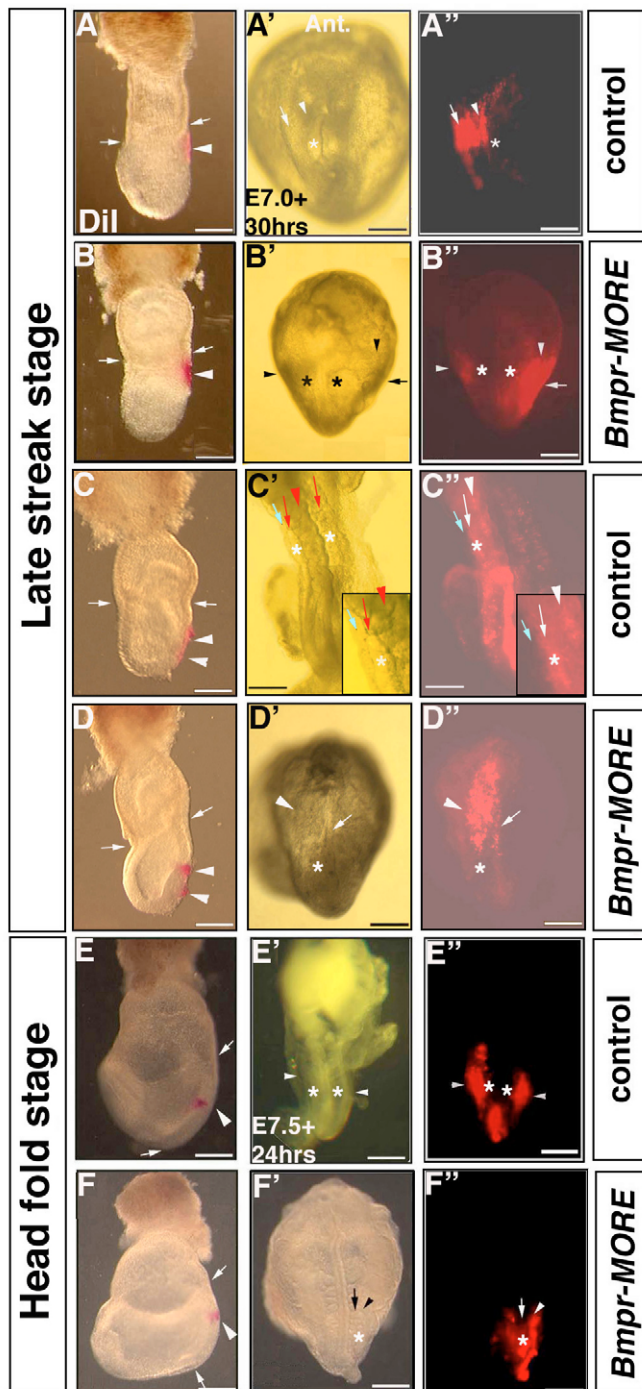 Late streak stage
Head fold stage
A
DiI
A’
Ant.
E7.0+
30hrs
A’’
control
B
B’
B’’
Bmpr-MORE
C
C’
C’’
control
D
D’
D’’
Bmpr-MORE
E
E’
E7.5+
24hrs
E’’
control
F
F’
F’’
Bmpr-MORE